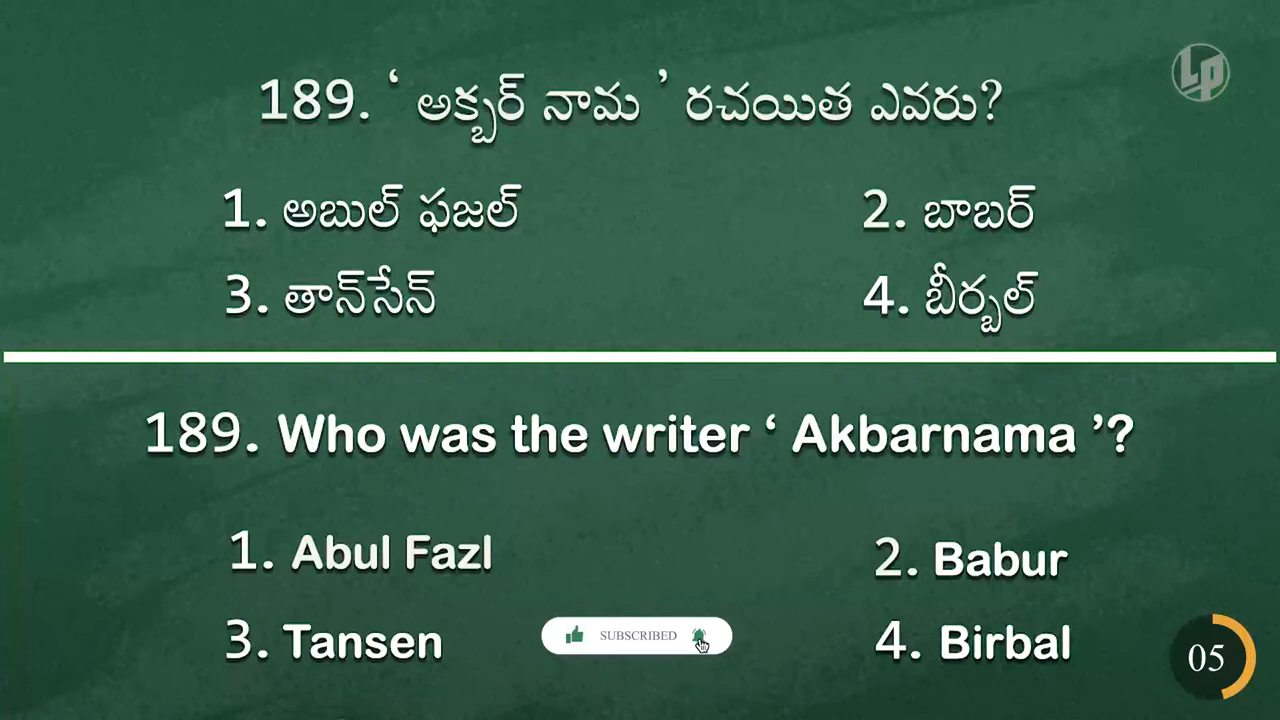 LP
189. ‘ అక్బర్ నామ ’ రచయిత ఎవరు?
1. అబుల్ ఫజల్
2. బాబర్
3. తాన్‌సేన్
4. బీర్బల్
189. Who was the writer ‘ Akbarnama ’?
1. Abul Fazl
2. Babur
3. Tansen
4. Birbal
SUBSCRIBED
05